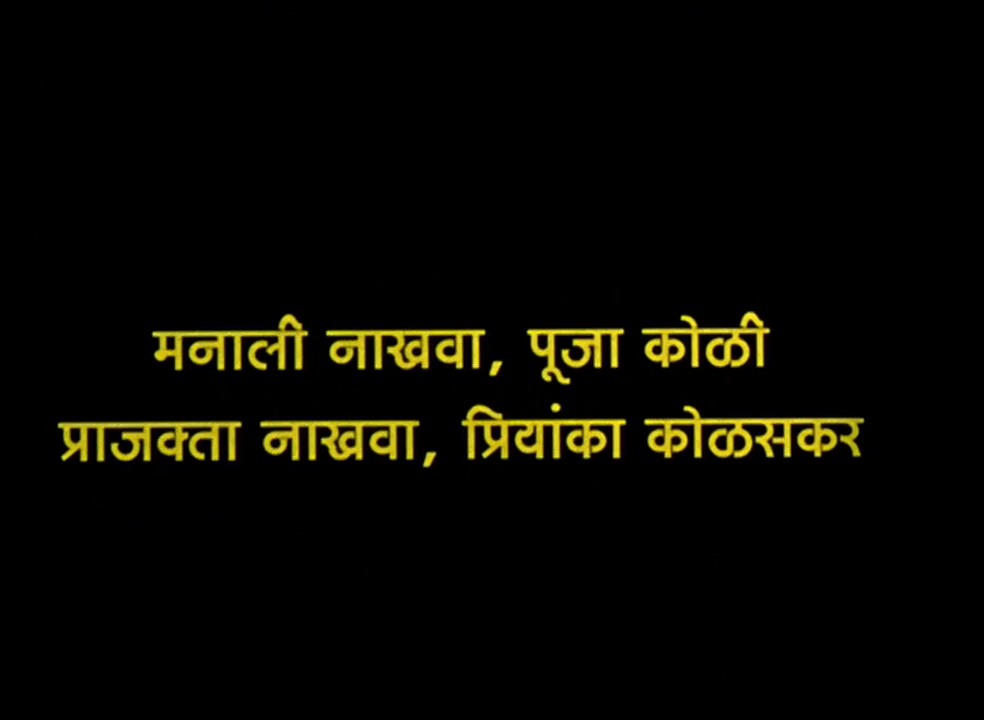 मनाली नाखवा, पूजा कोळी
प्राजक्ता नाखवा, प्रियांका कोळसकर